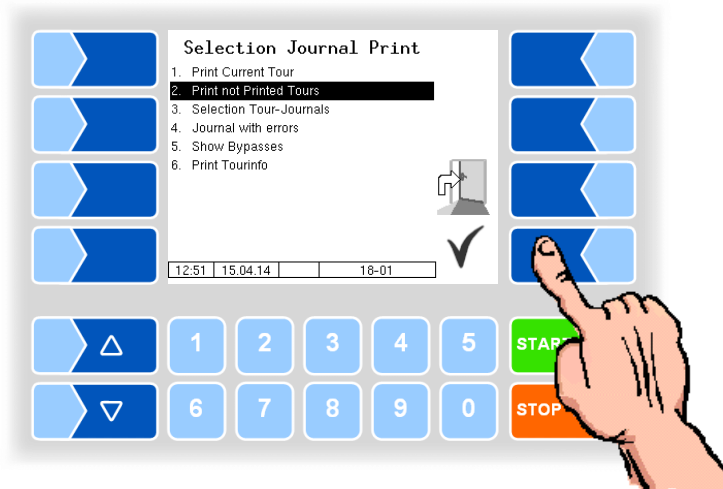 Selection Journal Print
1. Print Current Tour
2. Print not Printed Tours
3. Selection Tour-Journals
4. Journal with errors
5. Show Bypasses
6. Print Tourinfo
12:51 15.04.14 18-01
1 2 3 4 5 START
6 7 8 9 0 STOP